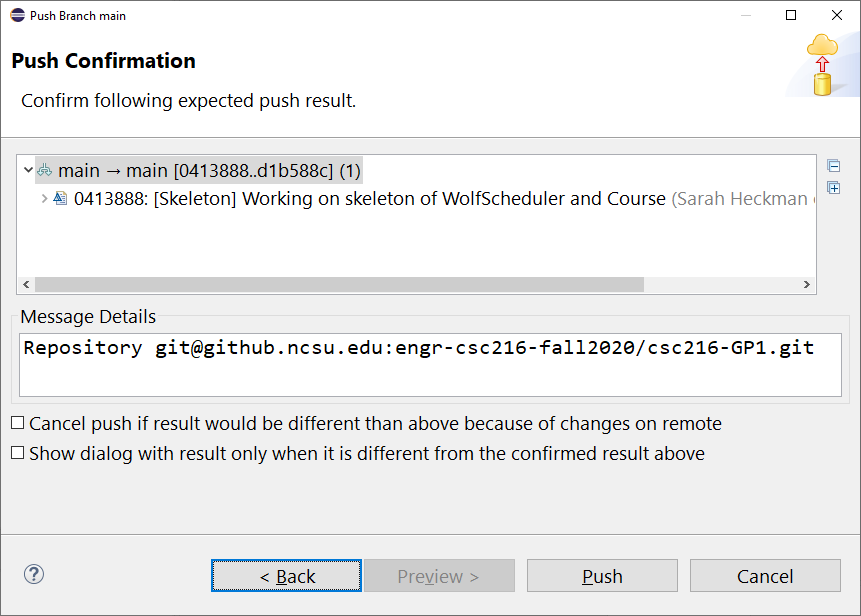 Push Branch main
Push Confirmation
Confirm following expected push result.
main → main [0413888..d1b588c] (1)
0413888: [Skeleton] Working on skeleton of WolfScheduler and Course (Sarah Heckman
Message Details
Repository git@github.ncsu.edu:engr-csc216-fall2020/csc216-GP1.git
Cancel push if result would be different than above because of changes on remote
Show dialog with result only when it is different from the confirmed result above
< Back
Preview >
Push
Cancel